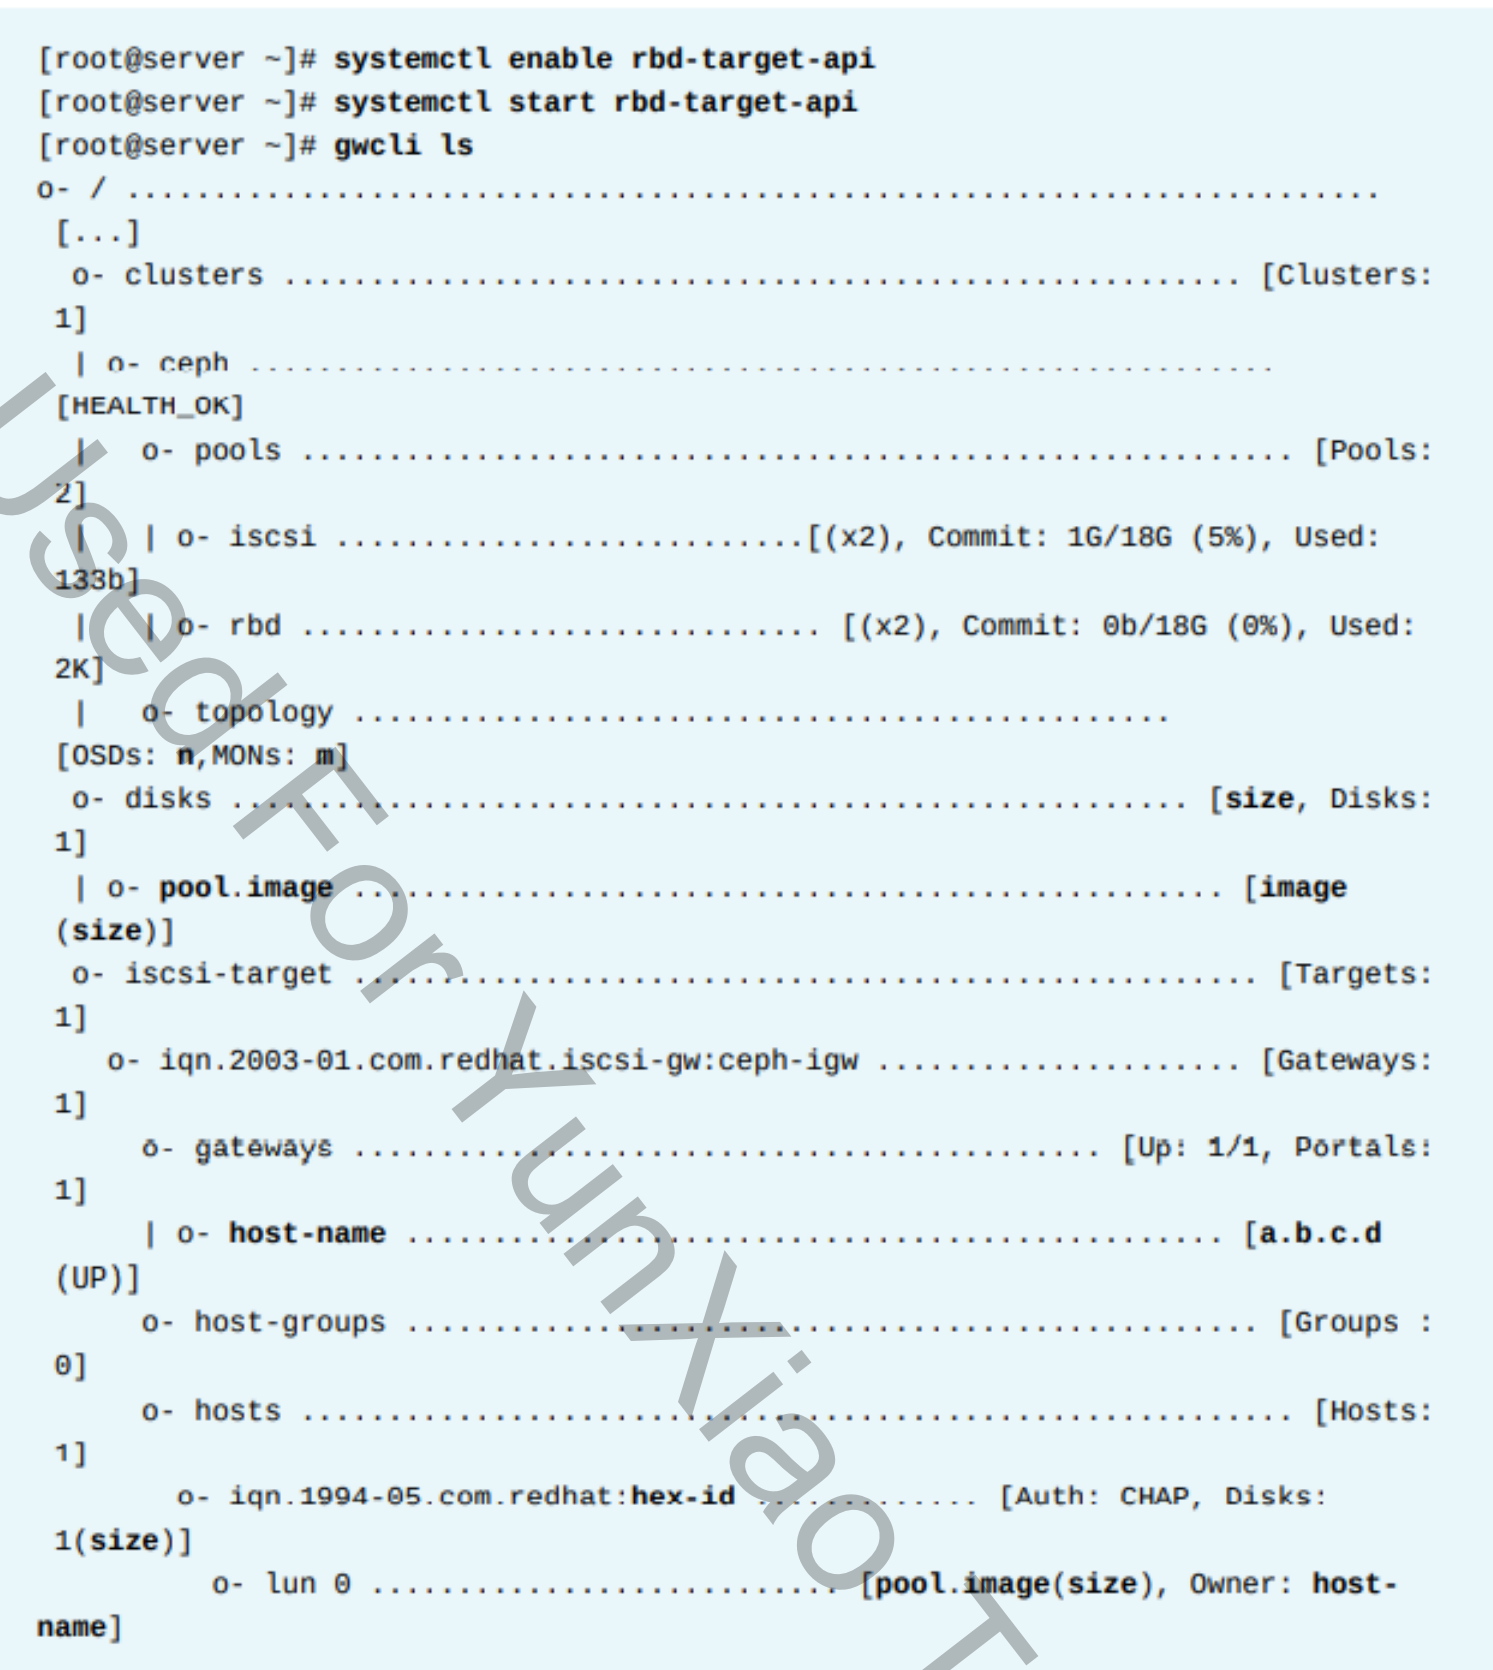 [root@server ~]# systemctl enable rbd-target-api
[root@server ~]# systemctl start rbd-target-api
[root@server ~]# gwcli ls
o- / ........................................................................
[...]
o- clusters ....................................................... [Clusters:
1]
| o- ceph ...........................................................
[HEALTH_OK]
| o- pools ......................................................... [Pools:
2]
| | o- iscsi ...........................[(x2), Commit: 1G/18G (5%), Used:
133b]
| | o- rbd .............................. [(x2), Commit: 0b/18G (0%), Used:
2K]
| o- topology ...............................................
[OSDs: n,MONs: m]
o- disks ....................................................... [size, Disks:
1]
| o- pool.image .................................................. [image
(size)]
o- iscsi-target .................................................... [Targets:
1]
o- iqn.2003-01.com.redhat.iscsi-gw:ceph-igw ..................... [Gateways:
1]
o- gateways ........................................... [Up: 1/1, Portals:
1]
| o- host-name ............................................... [a.b.c.d
(UP)]
o- host-groups ................................................. [Groups :
0]
o- hosts ......................................................... [Hosts:
1]
o- iqn.1994-05.com.redhat:hex-id ............. [Auth: CHAP, Disks:
1(size)]
o- lun 0 ........................... [pool.image(size), Owner: host-
name]
Used For YunXiao T